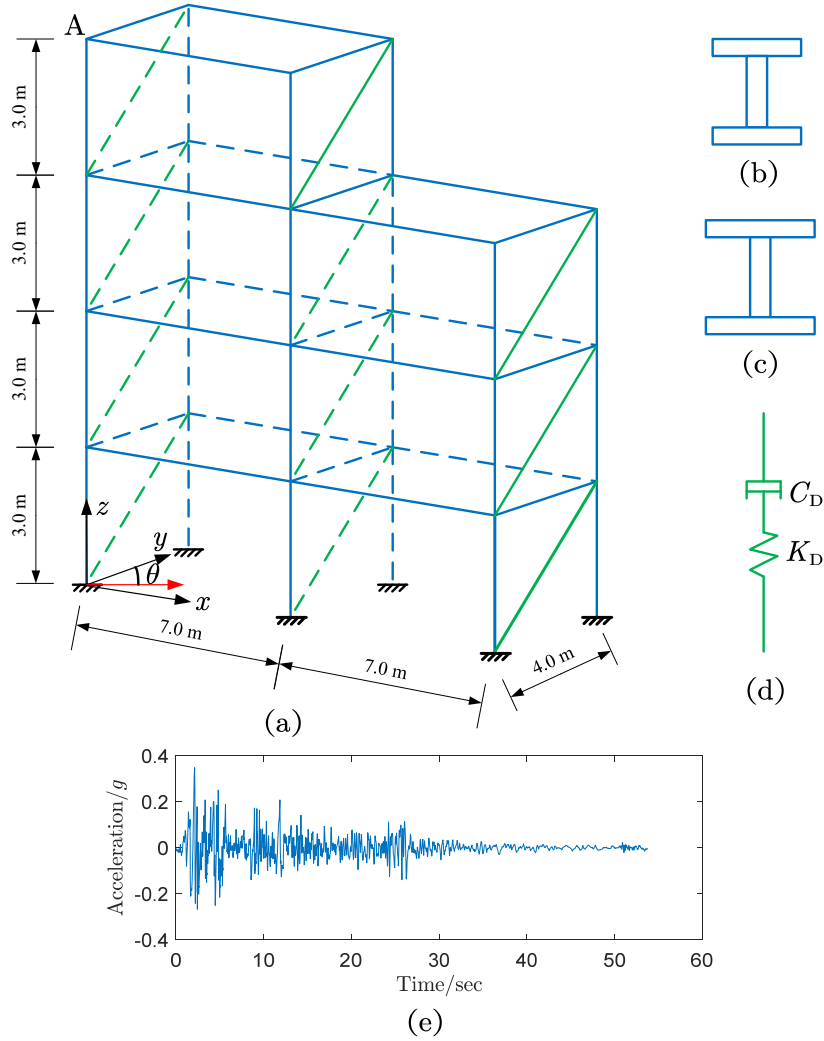 A
3.0 m
3.0 m
3.0 m
3.0 m
z
y
θ
x
7.0 m
7.0 m
4.0 m
(a)
(b)
(c)
C_D
K_D
(d)
Acceleration/g
0.4
0.2
0
-0.2
-0.4
0 10 20 30 40 50 60
Time/sec
(e)